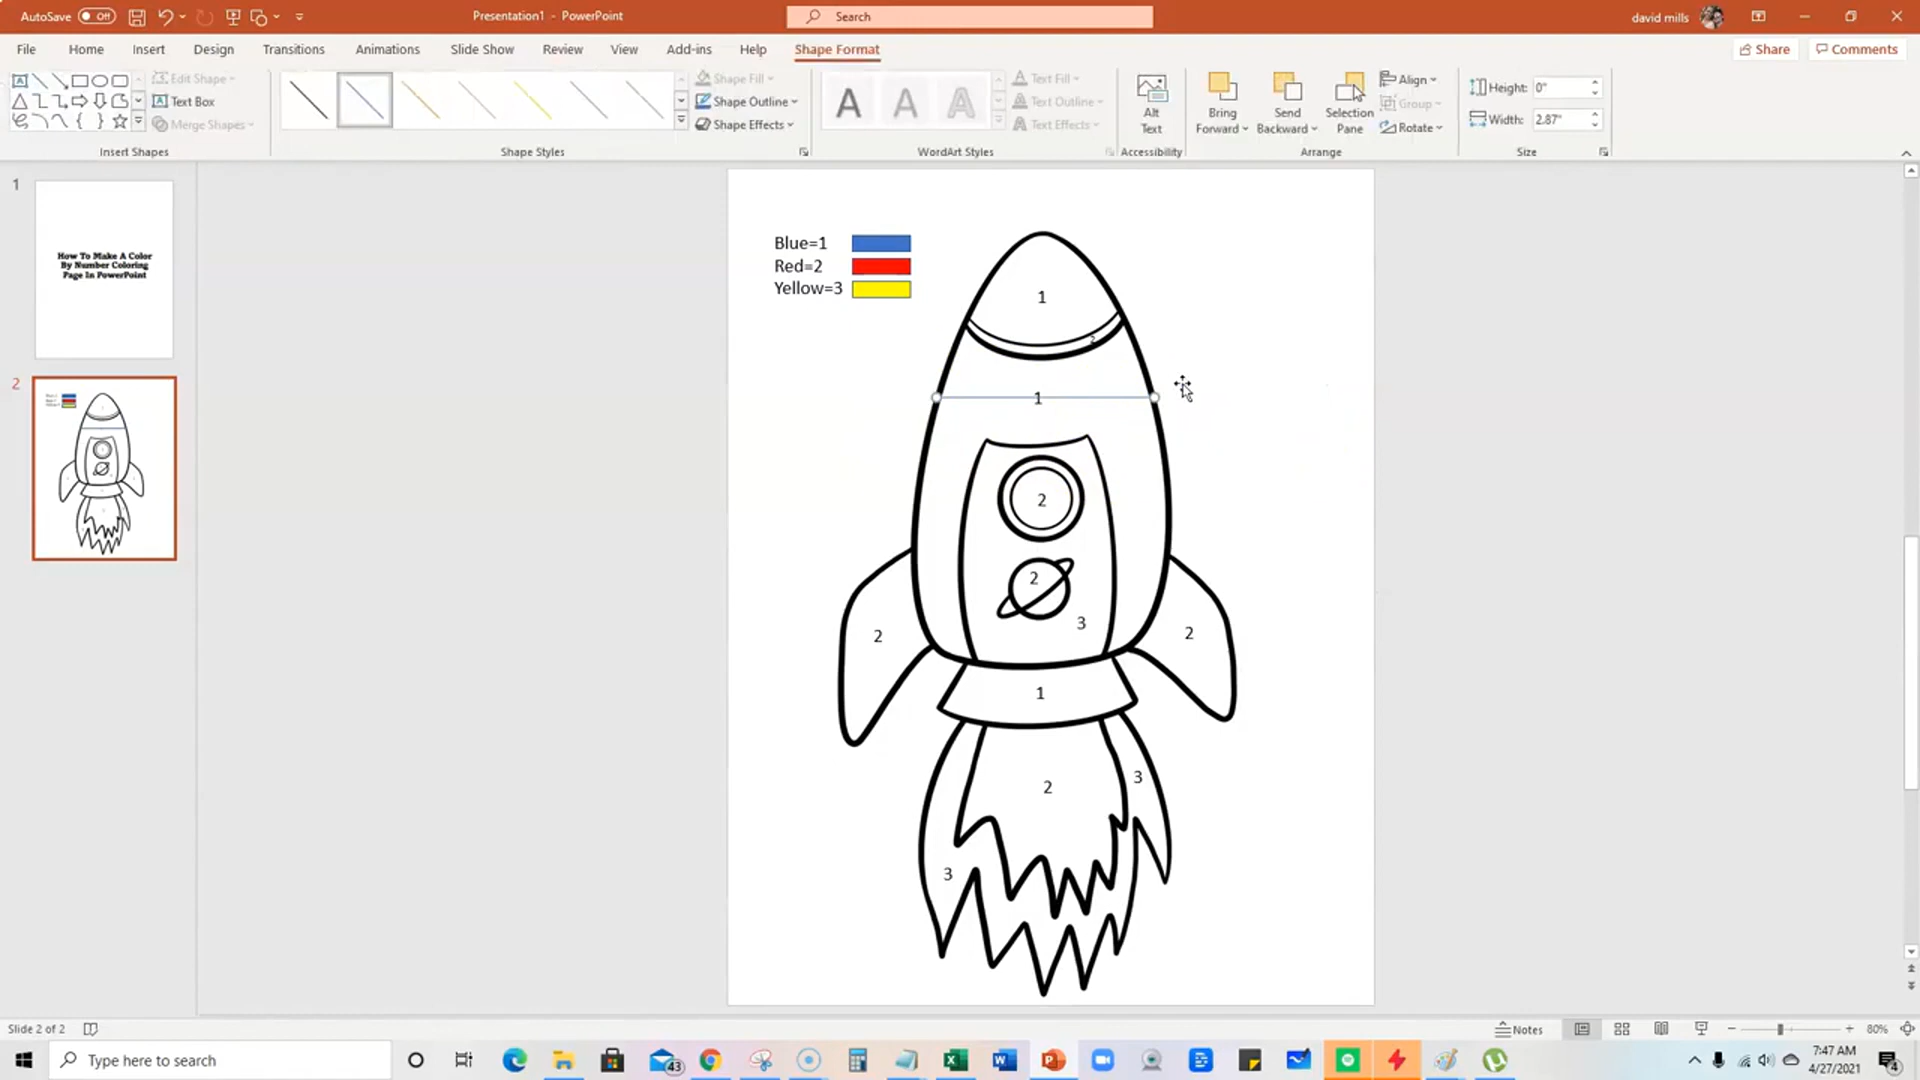 AutoSave Off
Presentation1 - PowerPoint
Search
david mills
File Home Insert Design Transitions Animations Slide Show Review View Add-ins Help Shape Format
Share Comments
Edit Shape
Text Box
Merge Shapes
Insert Shapes
Shape Fill
Shape Outline
Shape Effects
Shape Styles
A A A
Text Fill
Text Outline
Text Effects
WordArt Styles
Alt
Text
Accessibility
Bring
Forward
Send
Backward
Selection
Pane
Align
Group
Rotate
Arrange
Height: 0"
Width: 2.87"
Size
1
How To Make A Color
By Number Coloring
Page In PowerPoint
2
Blue=1
Red=2
Yellow=3
1
2
1
2
2
3
2
2
1
2
3
3
Slide 2 of 2
Notes
80%
Type here to search
43
7:47 AM
4/27/2021
4